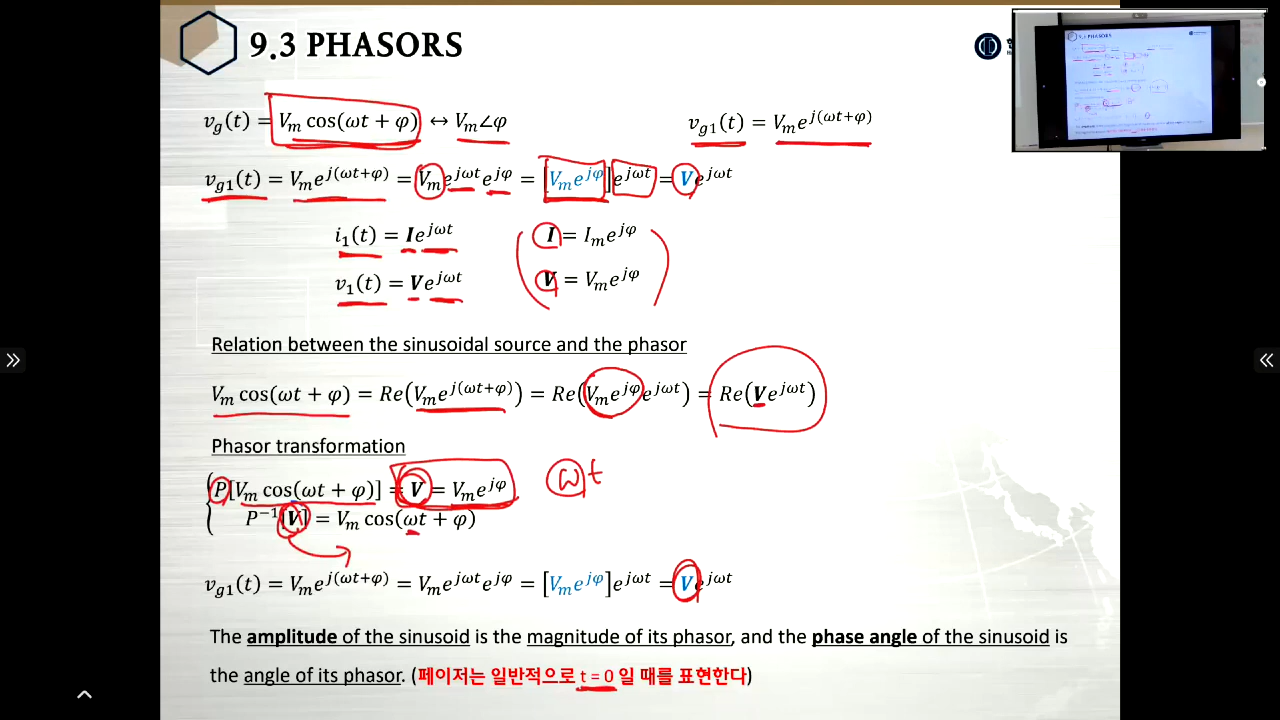 9.3 PHASORS
v_g(t) = V_m cos(ωt + φ) ↔ V_m∠φ
v_g1(t) = V_m e^{j(ωt+φ)}
v_g1(t) = V_m e^{j(ωt+φ)} = V_m e^{jωt} e^{jφ} = [V_m e^{jφ}]e^{jωt} = V e^{jωt}
i_1(t) = I e^{jωt}
I = I_m e^{jφ}
v_1(t) = V e^{jωt}
V = V_m e^{jφ}
Relation between the sinusoidal source and the phasor
V_m cos(ωt + φ) = Re(V_m e^{j(ωt+φ)}) = Re(V_m e^{jφ} e^{jωt}) = Re(V e^{jωt})
Phasor transformation
P[V_m cos(ωt + φ)] = V = V_m e^{jφ}
ωt
P^{-1}[V] = V_m cos(ωt + φ)
v_g1(t) = V_m e^{j(ωt+φ)} = V_m e^{jωt} e^{jφ} = [V_m e^{jφ}]e^{jωt} = V e^{jωt}
The amplitude of the sinusoid is the magnitude of its phasor, and the phase angle of the sinusoid is
the angle of its phasor. (페이저는 일반적으로 t = 0 일 때를 표현한다)
9.3 PHASORS